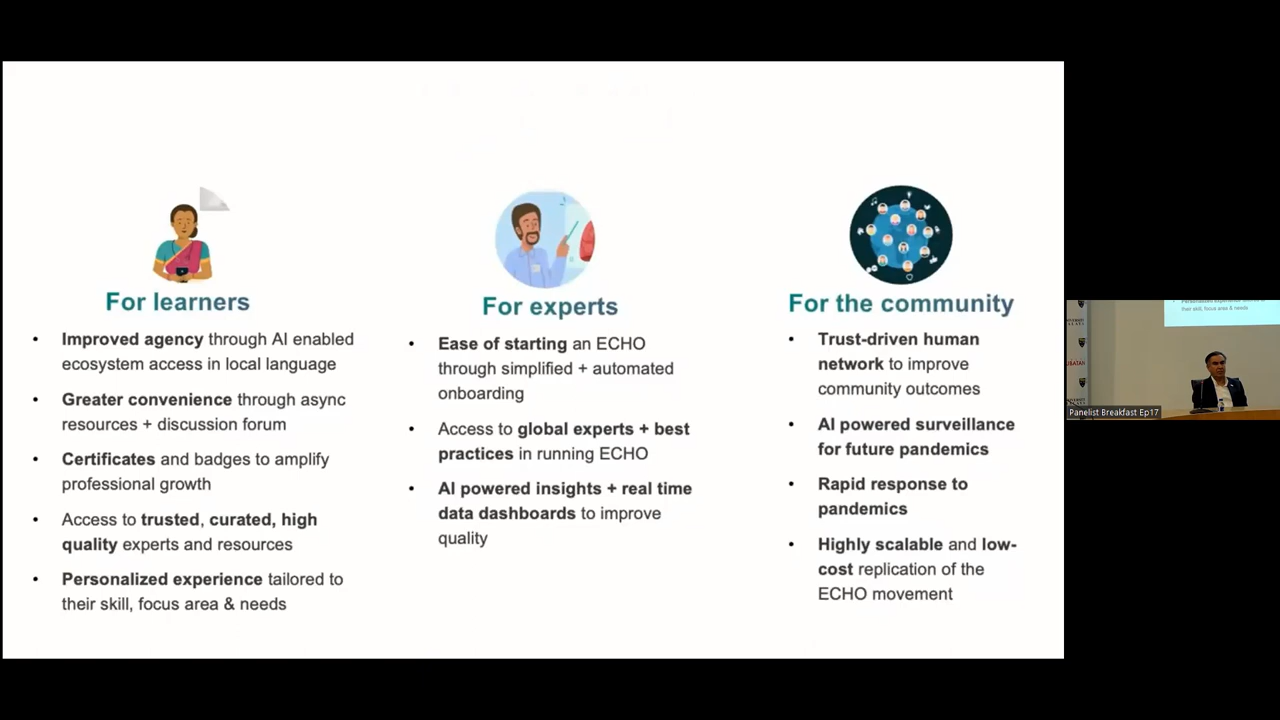 For learners
• Improved agency through AI enabled
ecosystem access in local language
• Greater convenience through async
resources + discussion forum
• Certificates and badges to amplify
professional growth
• Access to trusted, curated, high
quality experts and resources
• Personalized experience tailored to
their skill, focus area & needs
For experts
• Ease of starting an ECHO
through simplified + automated
onboarding
• Access to global experts + best
practices in running ECHO
• AI powered insights + real time
data dashboards to improve
quality
For the community
• Trust-driven human
network to improve
community outcomes
• AI powered surveillance
for future pandemics
• Rapid response to
pandemics
• Highly scalable and low-
cost replication of the
ECHO movement
their skill, focus area & needs
Panelist Breakfast Ep17